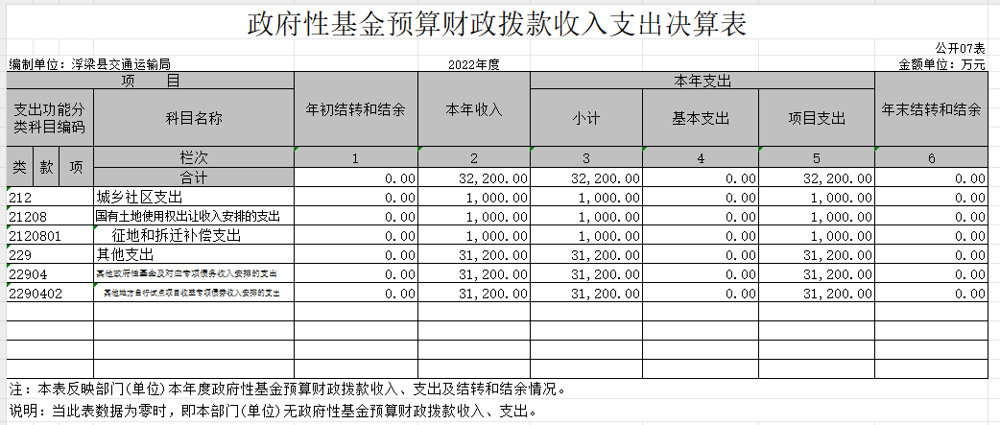 政府性基金预算财政拨款收入支出决算表
公开07表
编制单位：浮梁县交通运输局 2022年度 金额单位：万元
项 目 年初结转和结余 本年收入 本年支出 年末结转和结余
支出功能分类科目编码 科目名称 小计 基本支出 项目支出
类 款 项 栏次 1 2 3 4 5 6
合计 0.00 32,200.00 32,200.00 0.00 32,200.00 0.00
212 城乡社区支出 0.00 1,000.00 1,000.00 0.00 1,000.00 0.00
21208 国有土地使用权出让收入安排的支出 0.00 1,000.00 1,000.00 0.00 1,000.00 0.00
2120801 征地和拆迁补偿支出 0.00 1,000.00 1,000.00 0.00 1,000.00 0.00
229 其他支出 0.00 31,200.00 31,200.00 0.00 31,200.00 0.00
22904 其他政府性基金及对应专项债务收入安排的支出 0.00 31,200.00 31,200.00 0.00 31,200.00 0.00
2290402 其他地方自行试点项目收益专项债券收入安排的支出 0.00 31,200.00 31,200.00 0.00 31,200.00 0.00
注：本表反映部门(单位)本年度政府性基金预算财政拨款收入、支出及结转和结余情况。
说明：当此表数据为零时，即本部门(单位)无政府性基金预算财政拨款收入、支出。